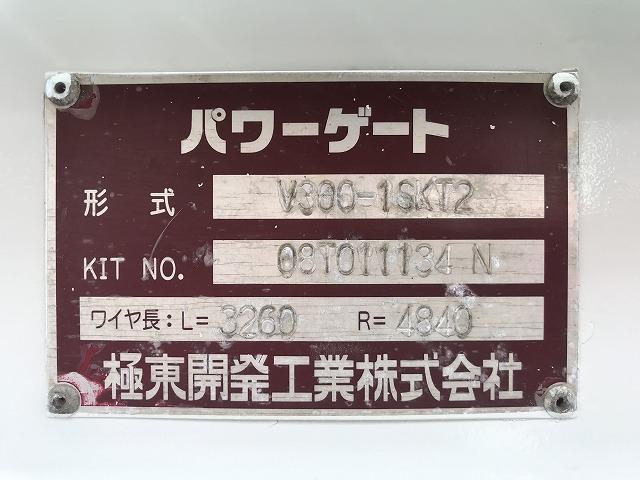 パワーゲート
形 式 V300-1SKT2
KIT NO. 08T011134 N
ワイヤ長：L= 3260 R= 4840
極東開発工業株式会社